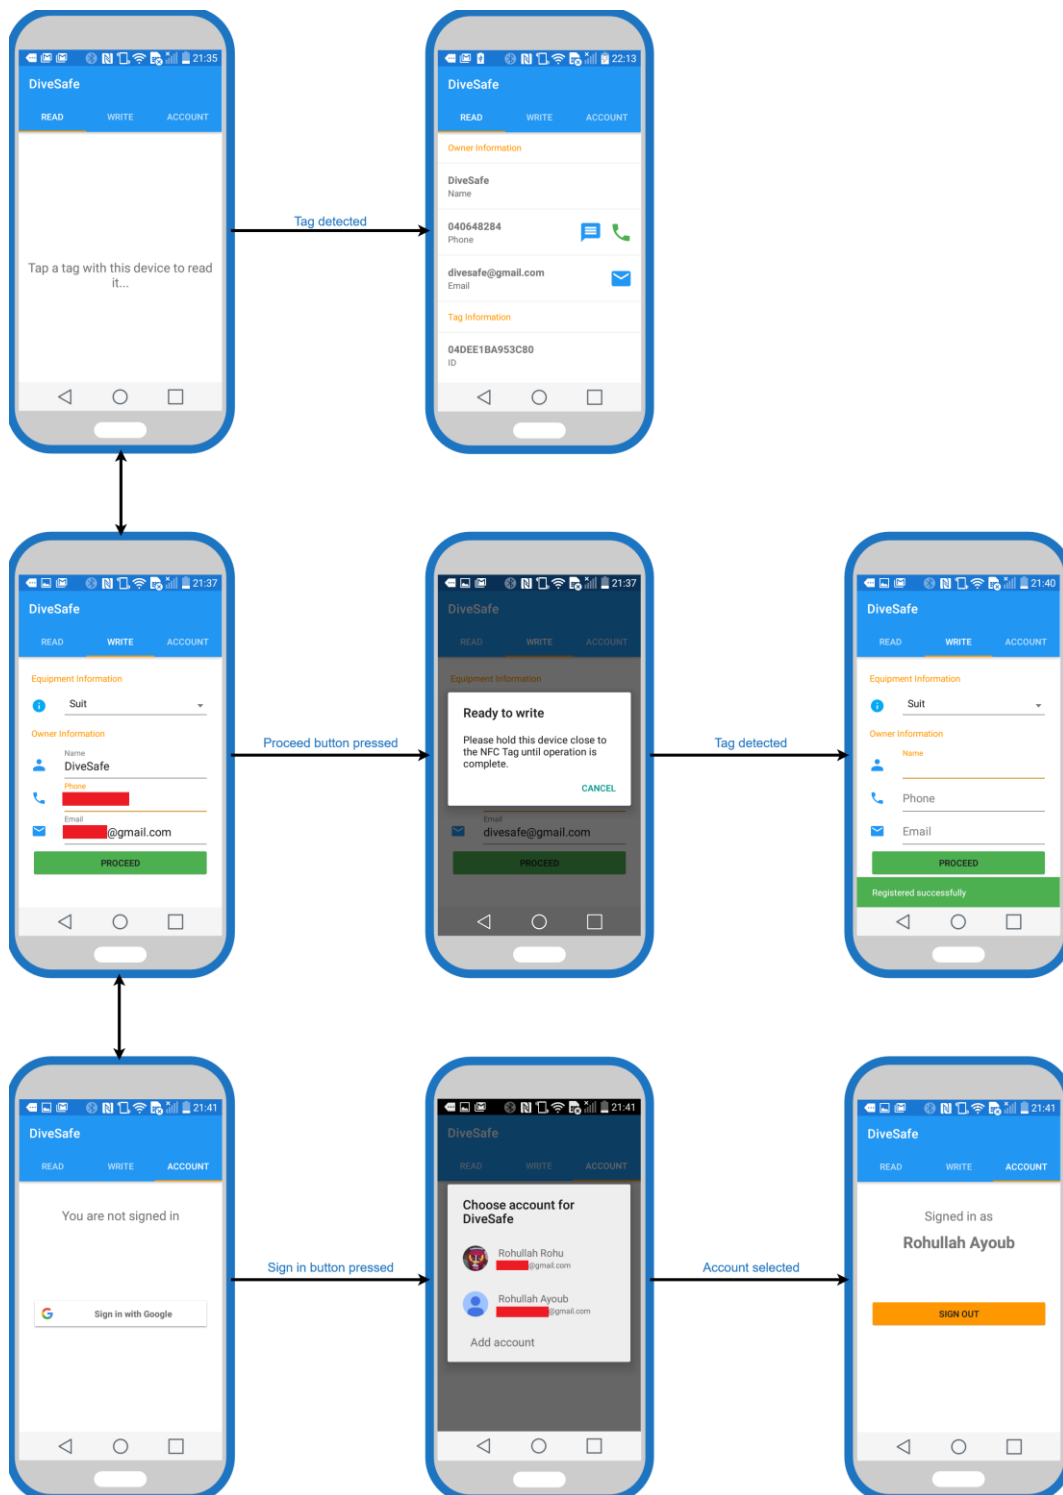 21:35
DiveSafe
READ WRITE ACCOUNT
Tap a tag with this device to read
it...
Tag detected
22:13
DiveSafe
READ WRITE ACCOUNT
Owner Information
DiveSafe
Name
040648284
Phone
divesafe@gmail.com
Email
Tag Information
04DEE1BA953C80
ID
21:37
DiveSafe
READ WRITE ACCOUNT
Equipment Information
Suit
Owner Information
Name
DiveSafe
Phone
Email
@gmail.com
PROCEED
Proceed button pressed
21:37
DiveSafe
READ WRITE ACCOUNT
Equipment Information
Ready to write
Please hold this device close to
the NFC Tag until operation is
complete.
CANCEL
Email
divesafe@gmail.com
PROCEED
Tag detected
21:40
DiveSafe
READ WRITE ACCOUNT
Equipment Information
Suit
Owner Information
Name
Phone
Email
PROCEED
Registered successfully
21:41
DiveSafe
READ WRITE ACCOUNT
You are not signed in
G Sign in with Google
Sign in button pressed
21:41
DiveSafe
READ WRITE ACCOUNT
Choose account for
DiveSafe
Rohullah Rohu
@gmail.com
Rohullah Ayoub
@gmail.com
Add account
Account selected
21:41
DiveSafe
READ WRITE ACCOUNT
Signed in as
Rohullah Ayoub
SIGN OUT